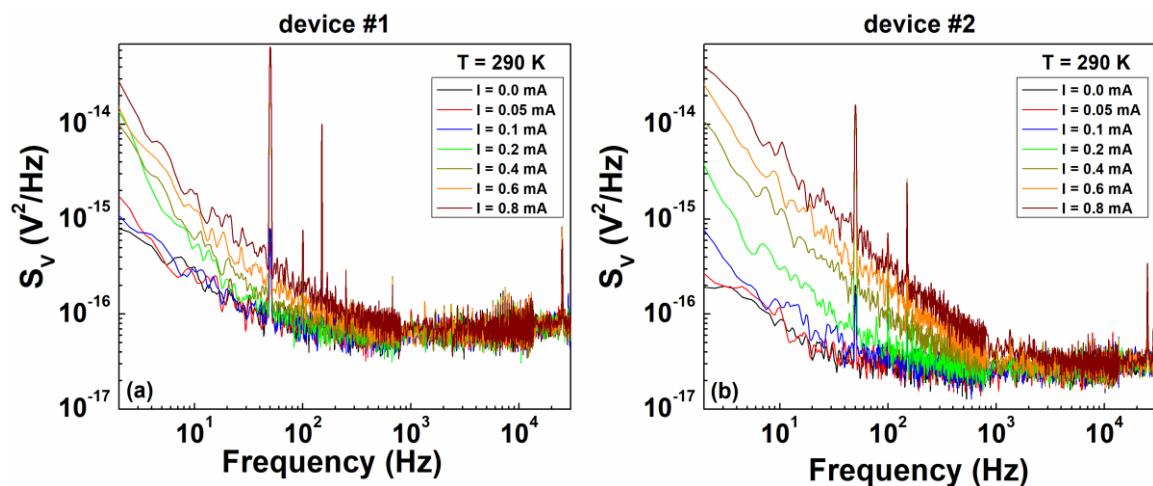 device #1
T = 290 K
I = 0.0 mA
I = 0.05 mA
I = 0.1 mA
I = 0.2 mA
I = 0.4 mA
I = 0.6 mA
I = 0.8 mA
S_V (V²/Hz)
10⁻¹⁴
10⁻¹⁵
10⁻¹⁶
10⁻¹⁷
(a)
10¹ 10² 10³ 10⁴
Frequency (Hz)
device #2
T = 290 K
I = 0.0 mA
I = 0.05 mA
I = 0.1 mA
I = 0.2 mA
I = 0.4 mA
I = 0.6 mA
I = 0.8 mA
S_V (V²/Hz)
10⁻¹⁴
10⁻¹⁵
10⁻¹⁶
10⁻¹⁷
(b)
10¹ 10² 10³ 10⁴
Frequency (Hz)